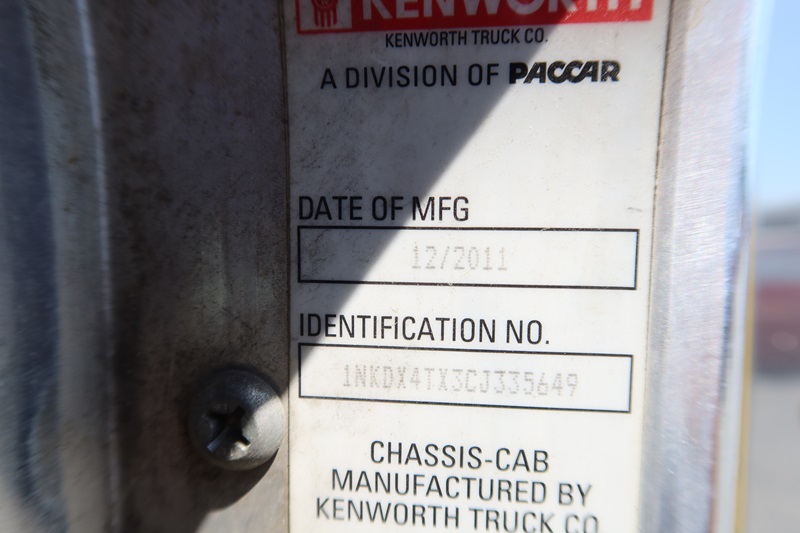 KENWORTH
KENWORTH TRUCK CO.
A DIVISION OF PACCAR
DATE OF MFG
12/2011
IDENTIFICATION NO.
1NKDX4TX3CJ335649
CHASSIS-CAB
MANUFACTURED BY
KENWORTH TRUCK CO